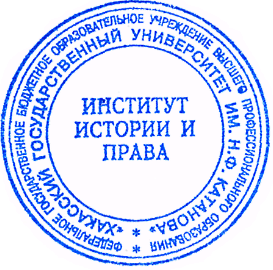 ФЕДЕРАЛЬНОЕ ГОСУДАРСТВЕННОЕ БЮДЖЕТНОЕ ОБРАЗОВАТЕЛЬНОЕ УЧРЕЖДЕНИЕ ВЫСШЕГО ПРОФЕССИОНАЛЬНОГО ОБРАЗОВАНИЯ
«ХАКАССКИЙ ГОСУДАРСТВЕННЫЙ УНИВЕРСИТЕТ ИМ. Н.Ф. КАТАНОВА»
ИНСТИТУТ
ИСТОРИИ И
ПРАВА